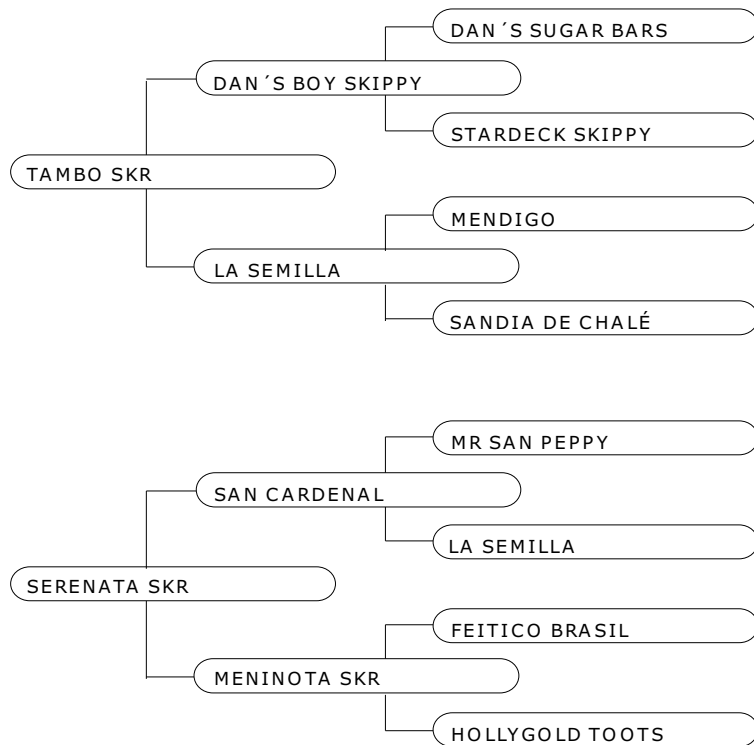 DAN´S SUGAR BARS
DAN´S BOY SKIPPY
STARDECK SKIPPY
TAMBO SKR
MENDIGO
LA SEMILLA
SANDIA DE CHALÉ
MR SAN PEPPY
SAN CARDENAL
LA SEMILLA
SERENATA SKR
FEITICO BRASIL
MENINOTA SKR
HOLLYGOLD TOOTS